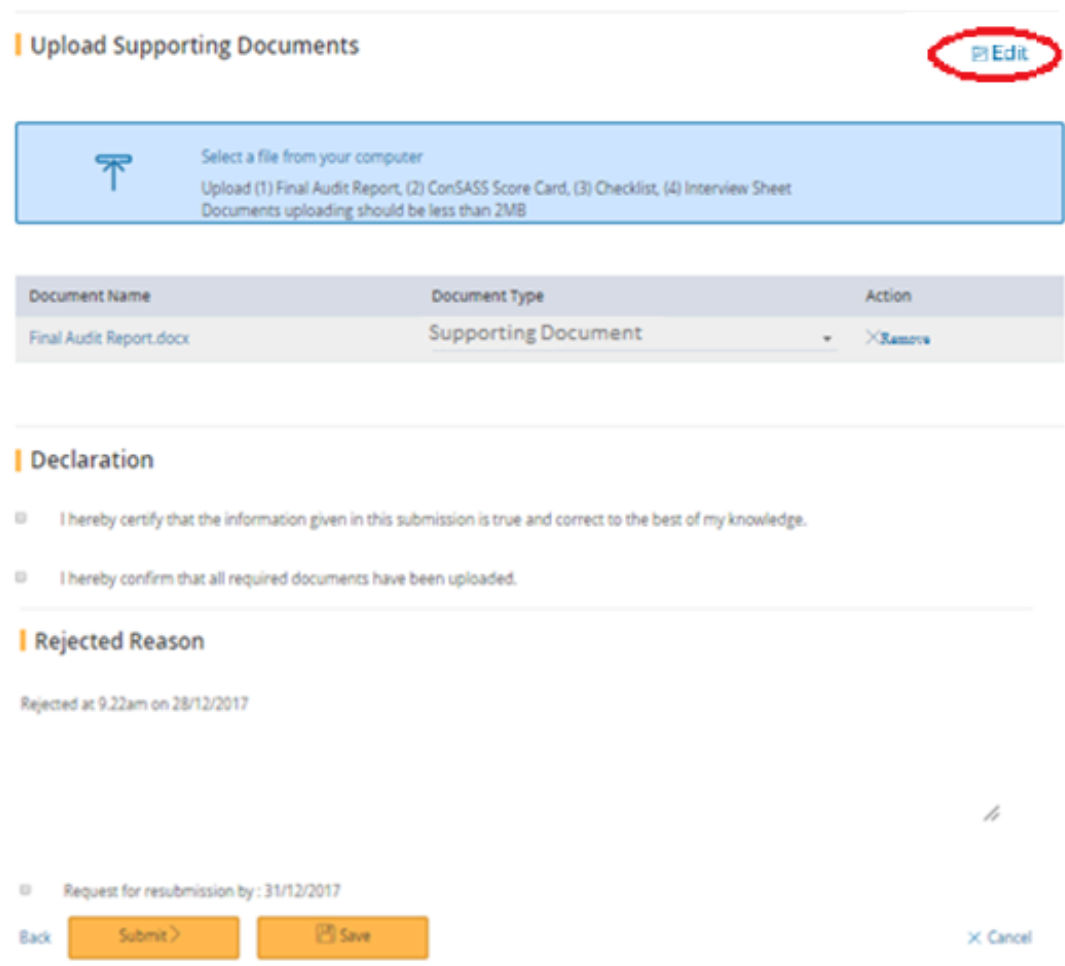 Upload Supporting Documents
Edit
Select a file from your computer
Upload (1) Final Audit Report, (2) ConSASS Score Card, (3) Checklist, (4) Interview Sheet
Documents uploading should be less than 2MB
Document Name Document Type Action
Final Audit Report.docx Supporting Document Remove
Declaration
I hereby certify that the information given in this submission is true and correct to the best of my knowledge.
I hereby confirm that all required documents have been uploaded.
Rejected Reason
Rejected at 9.22am on 28/12/2017
Request for resubmission by : 31/12/2017
Back Submit Save Cancel